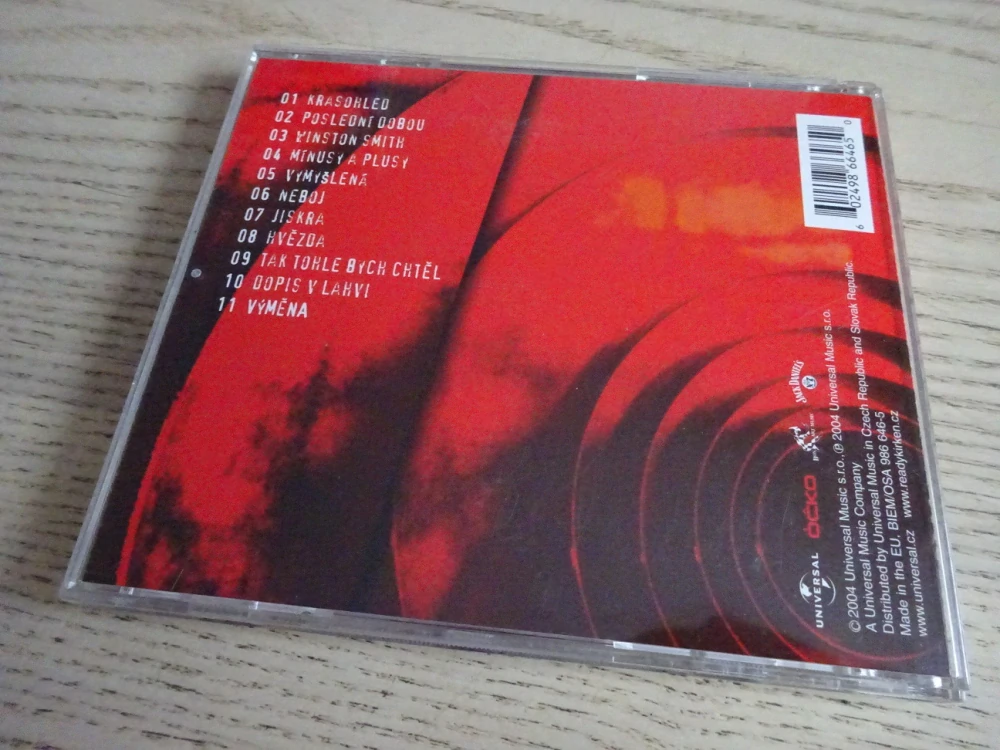 01 KRASOHLED
02 POSLEDNÍ DOBOU
03 WINSTON SMITH
04 MÍNUSY A PLUSY
05 VYMYŠLENÁ
06 NEBOJ
07 JISKRA
08 HVĚZDA
09 TAK TOHLE BYCH CHTĚL
10 DOPIS V LAHVI
11 VÝMĚNA
6 02498 66465 0
UNIVERSAL
ÓČKO
JACK DANIEL'S
© 2004 Universal Music s.r.o., ℗ 2004 Universal Music s.r.o.
A Universal Music Company
Distributed by Universal Music in Czech Republic and Slovak Republic.
Made in the EU. BIEM/OSA 986 646-5
www.universal.cz www.readykirken.cz